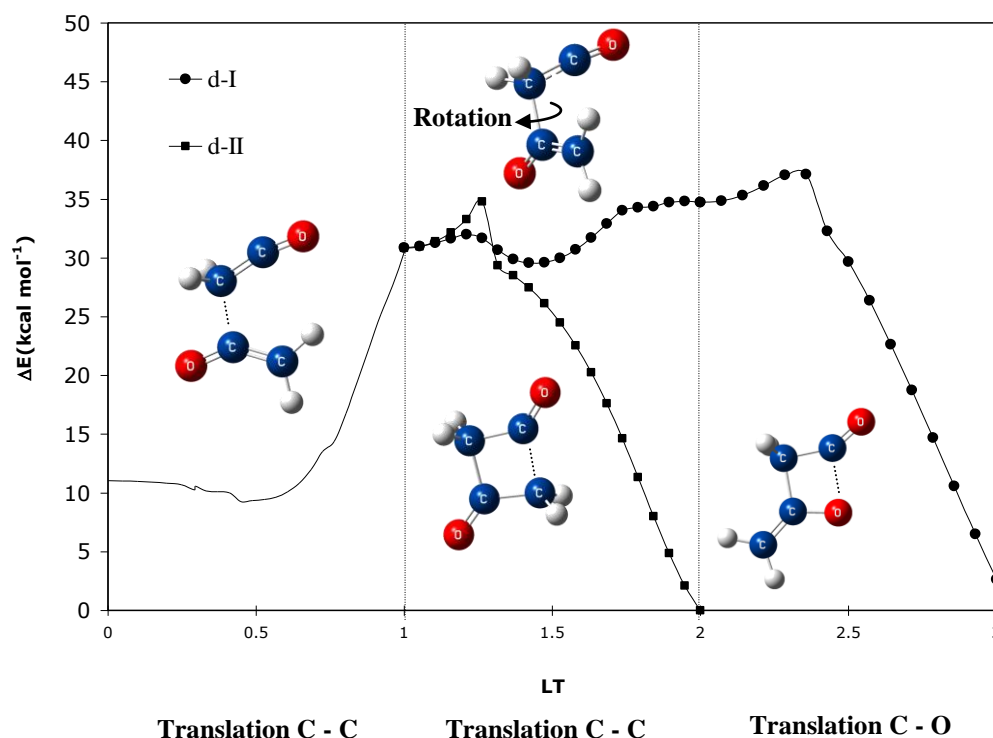 50
45
40
35
30
25
20
15
10
5
0
ΔE(kcal mol⁻¹)
d-I
d-II
Rotation
C C O
C C O
C C O
O C C
C C O
C C
O
C C O
C O
C
0 0.5 1 1.5 2 2.5 3
LT
Translation C - C Translation C - C Translation C - O